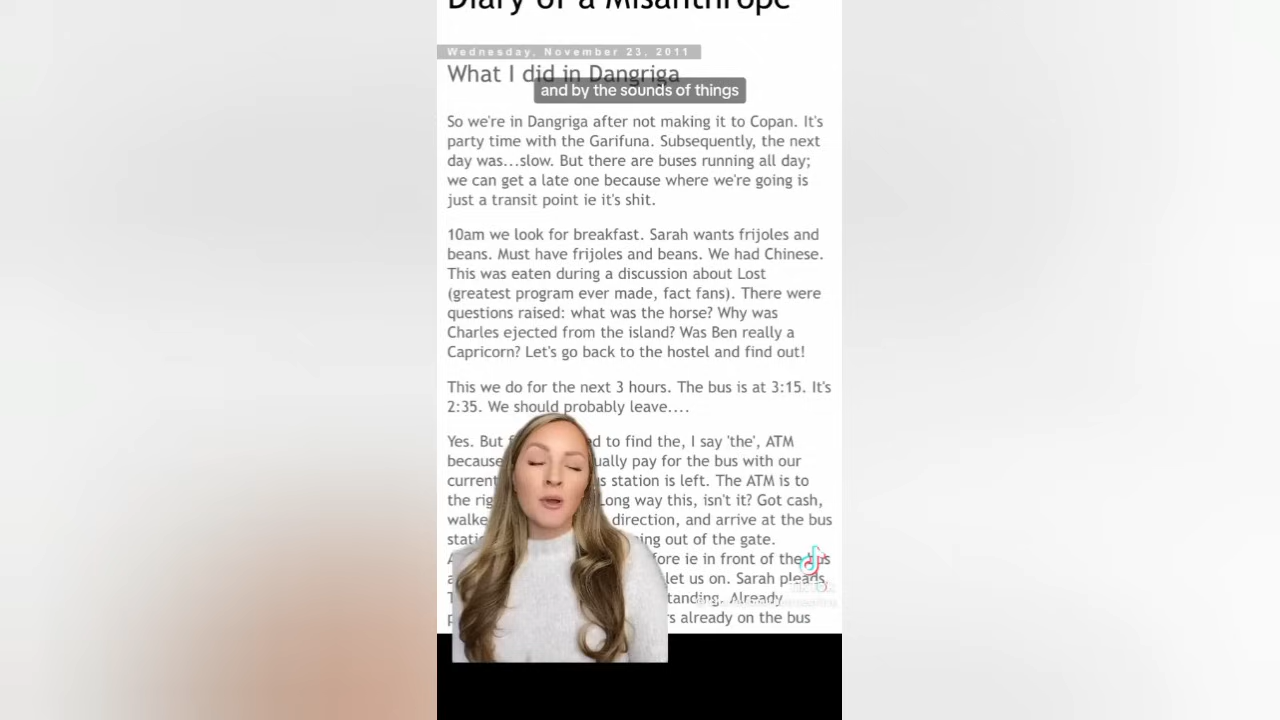 Diary of a Misanthrope
Wednesday, November 23, 2011
What I did in Dangriga
and by the sounds of things
So we're in Dangriga after not making it to Copan. It's
party time with the Garifuna. Subsequently, the next
day was...slow. But there are buses running all day;
we can get a late one because where we're going is
just a transit point ie it's shit.
10am we look for breakfast. Sarah wants frijoles and
beans. Must have frijoles and beans. We had Chinese.
This was eaten during a discussion about Lost
(greatest program ever made, fact fans). There were
questions raised: what was the horse? Why was
Charles ejected from the island? Was Ben really a
Capricorn? Let's go back to the hostel and find out!
This we do for the next 3 hours. The bus is at 3:15. It's
2:35. We should probably leave....
Yes. But to find the, I say 'the', ATM
because pay for the bus with our
current station is left. The ATM is to
the Long way this, isn't it? Got cash,
direction, and arrive at the bus
out of the gate.
ie in front of the bus
let us on. Sarah pleads.
Already
already on the bus
TikTok